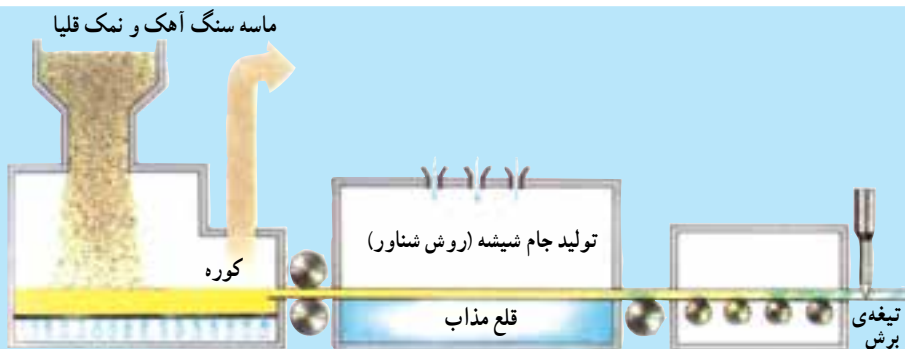 ماسه سنگ آهک و نمک قلیا
تولید جام شیشه (روش شناور)
کوره
قلع مذاب
تیغه‌ی
برش